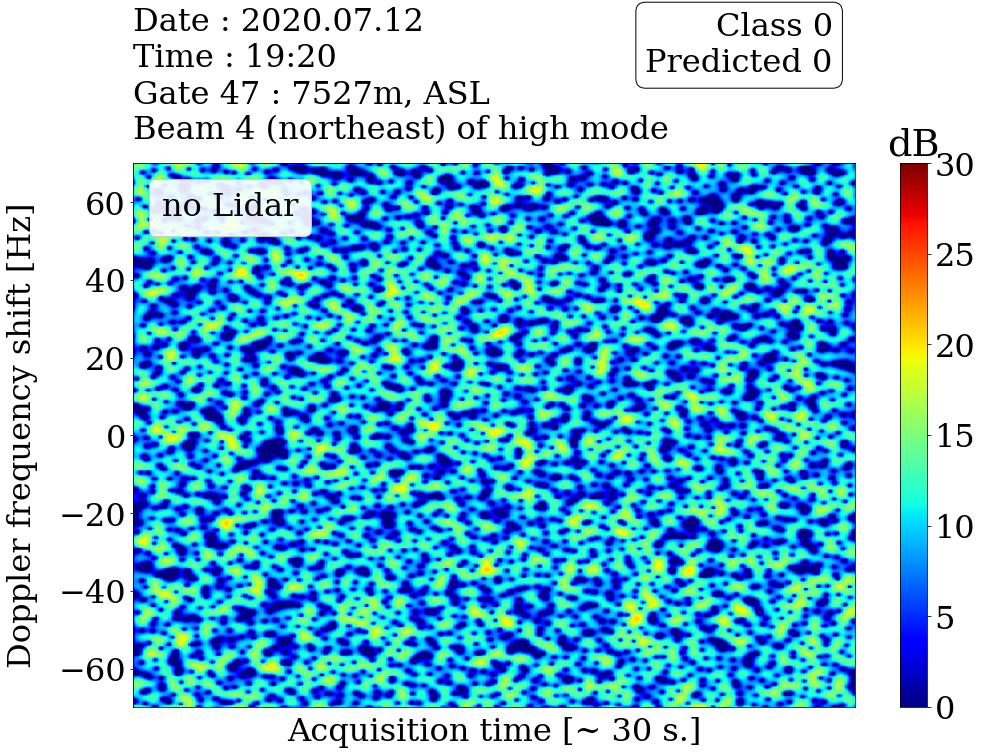 Date : 2020.07.12
Time : 19:20
Gate 47 : 7527m, ASL
Beam 4 (northeast) of high mode
Class 0
Predicted 0
dB
no Lidar
Doppler frequency shift [Hz]
60
40
20
0
−20
−40
−60
30
25
20
15
10
5
0
Acquisition time [~ 30 s.]